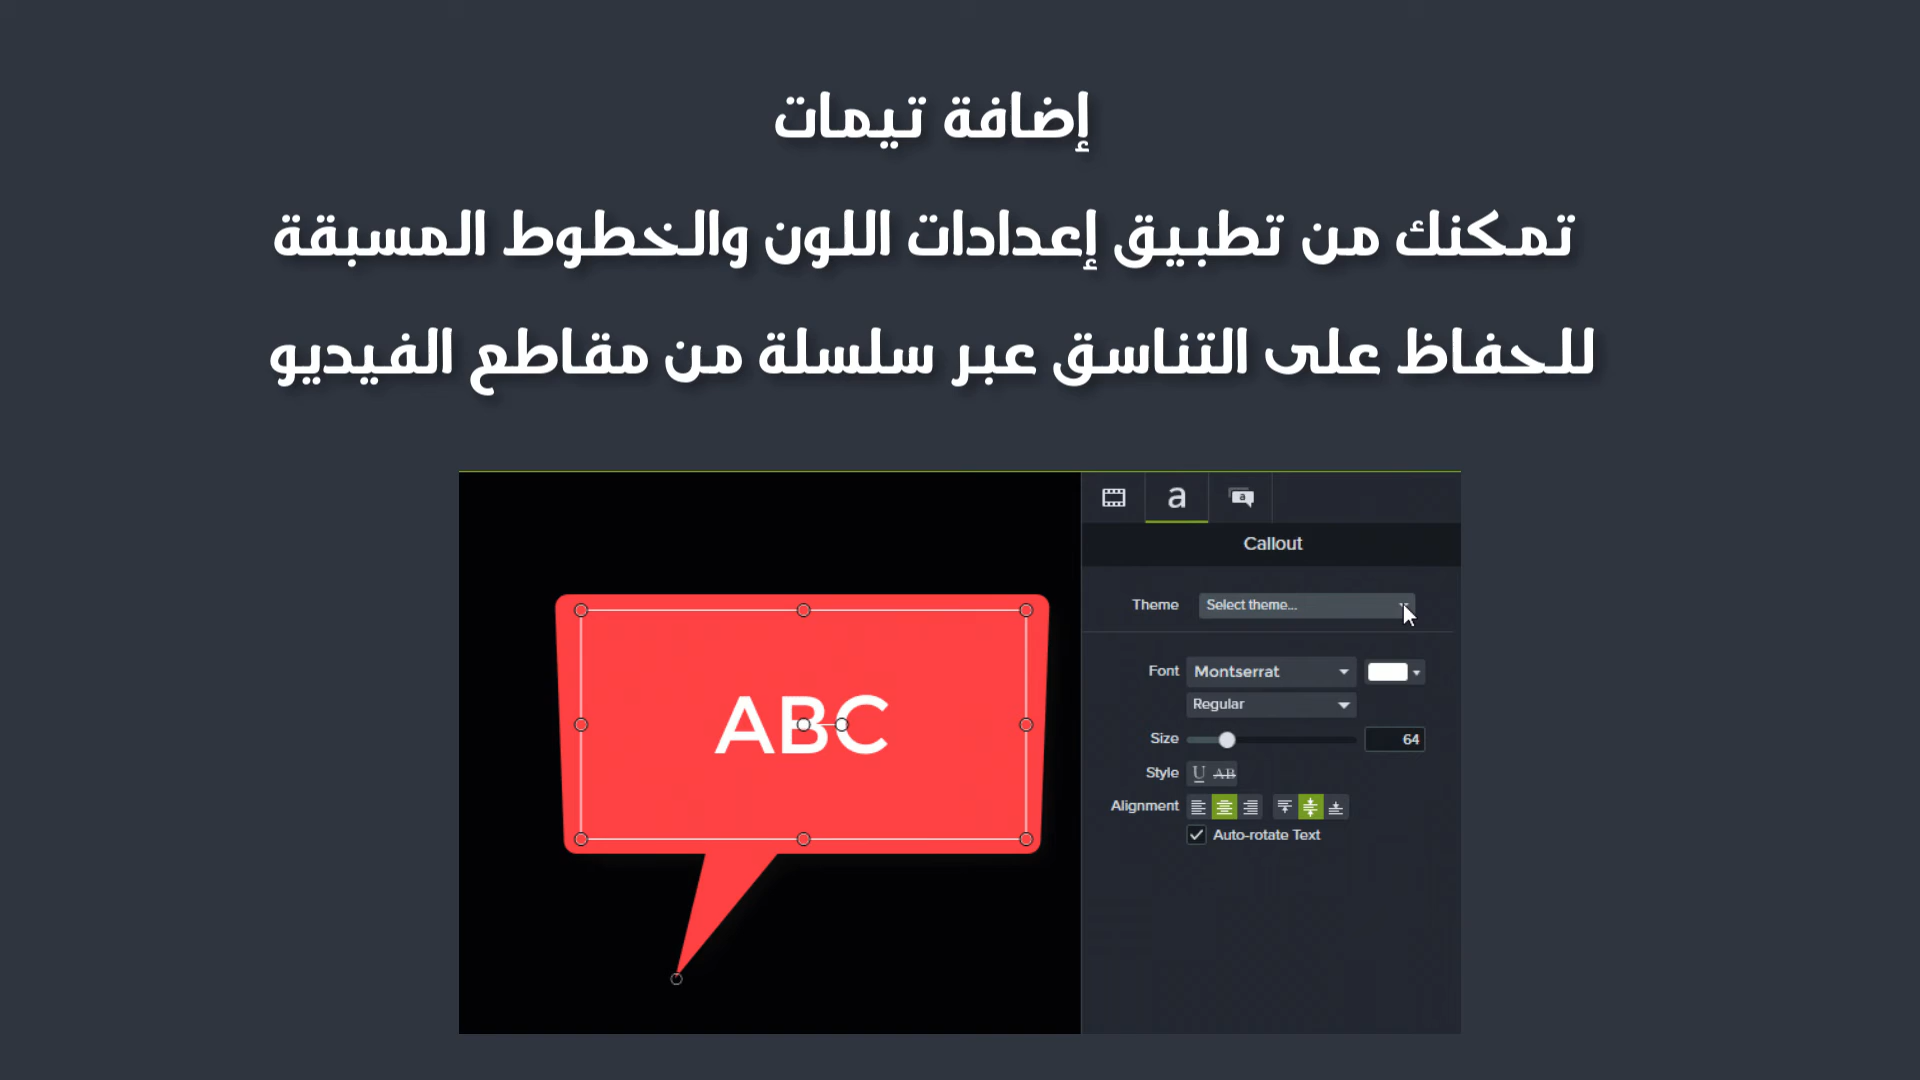 إضافة تيمات
تمكنك من تطبيق إعدادات اللون والخطوط المسبقة
للحفاظ على التناسق عبر سلسلة من مقاطع الفيديو
a
a
Callout
Theme Select theme...
ABC
Font Montserrat
Regular
Size 64
Style U AB
Alignment
Auto-rotate Text